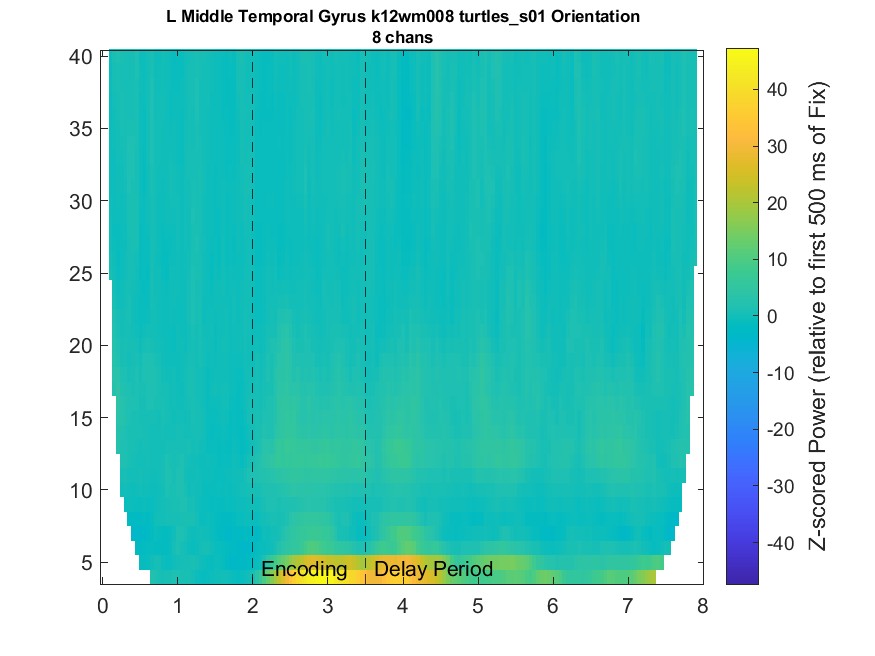 L Middle Temporal Gyrus k12wm008 turtles_s01 Orientation
8 chans
40
35
30
25
20
15
10
5
Encoding
Delay Period
0 1 2 3 4 5 6 7 8
40
30
20
10
0
-10
-20
-30
-40
Z-scored Power (relative to first 500 ms of Fix)